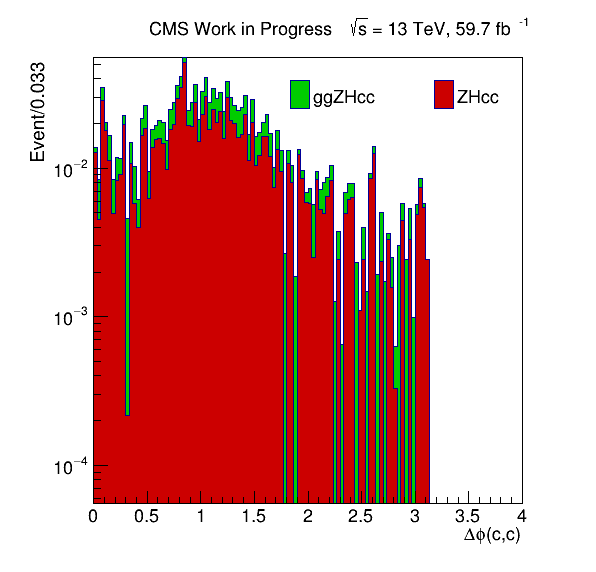 CMS Work in Progress √s = 13 TeV, 59.7 fb⁻¹
Event/0.033
ggZHcc
ZHcc
10⁻²
10⁻³
10⁻⁴
0 0.5 1 1.5 2 2.5 3 3.5 4
Δϕ(c,c)